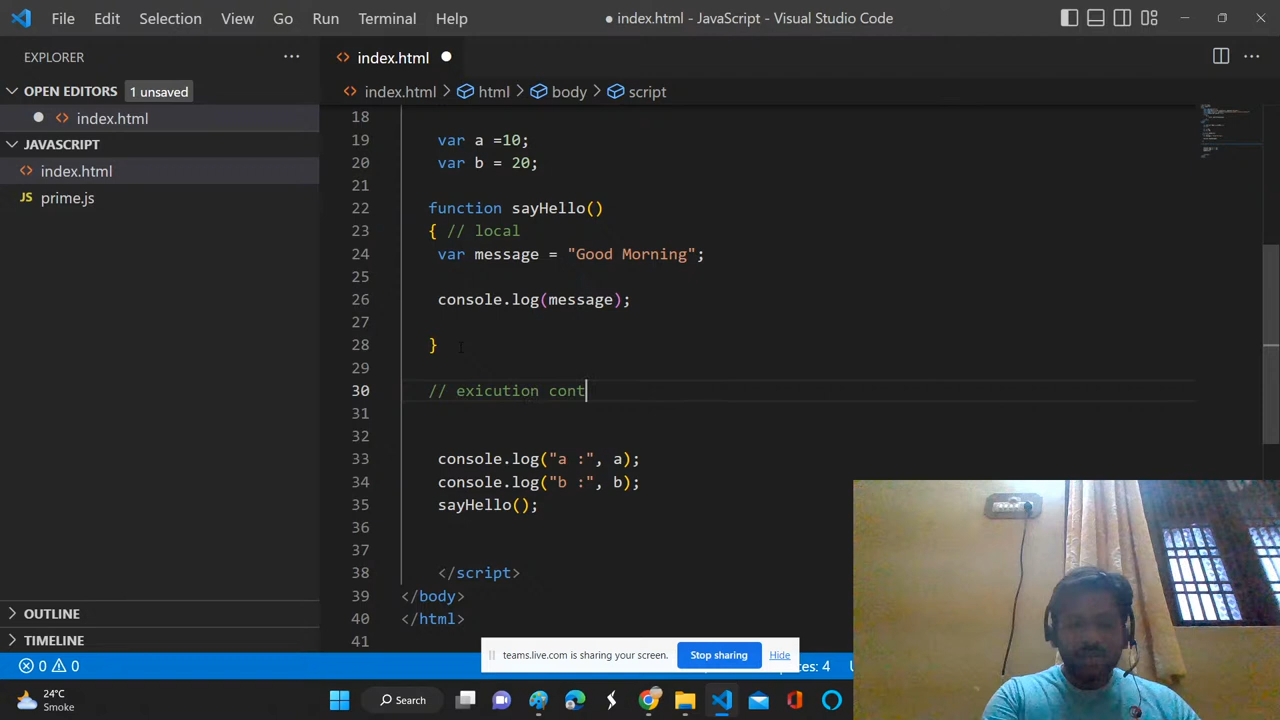 File Edit Selection View Go Run Terminal Help
● index.html - JavaScript - Visual Studio Code
EXPLORER
OPEN EDITORS 1 unsaved
index.html
JAVASCRIPT
index.html
JS prime.js
OUTLINE
TIMELINE
index.html
index.html > html > body > script
18
19 var a =10;
20 var b = 20;
21
22 function sayHello()
23 { // local
24 var message = "Good Morning";
25
26 console.log(message);
27
28 }
29
30 // exicution cont
31
32
33 console.log("a :", a);
34 console.log("b :", b);
35 sayHello();
36
37
38 </script>
39 </body>
40 </html>
41
teams.live.com is sharing your screen. Stop sharing Hide
0 0
paces: 4
24°C
Smoke
Search